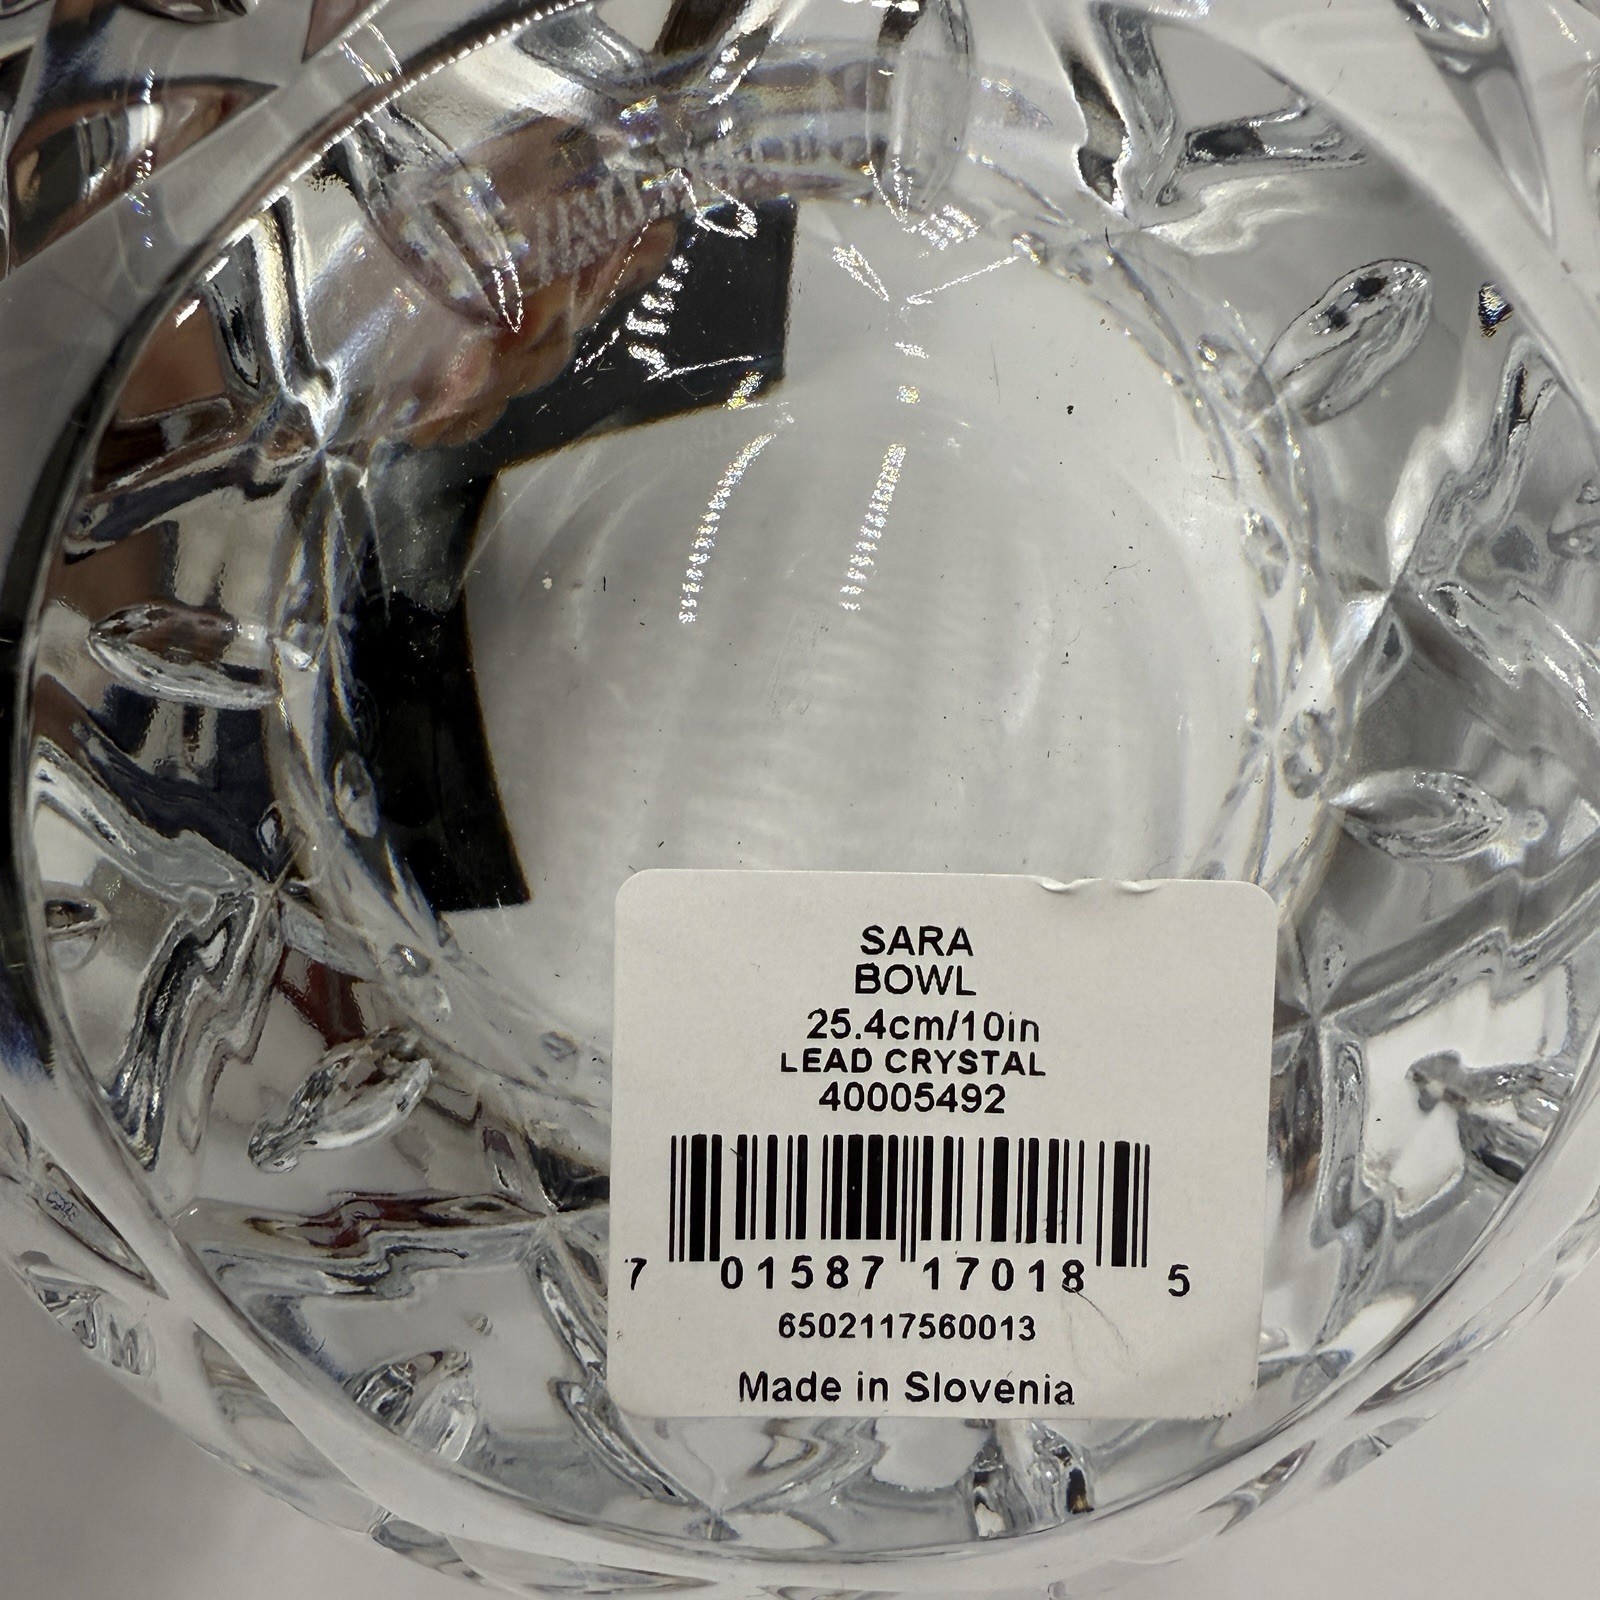 SARA
BOWL
25.4cm/10in
LEAD CRYSTAL
40005492
7 01587 17018 5
6502117560013
Made in Slovenia